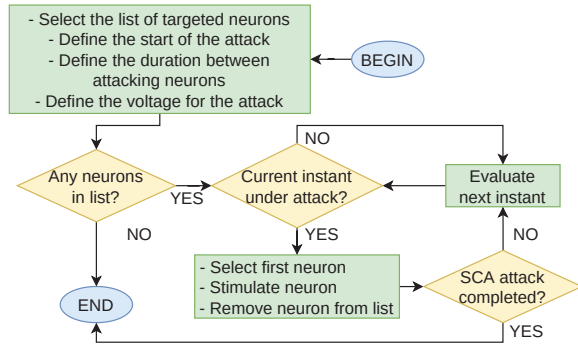 - Select the list of targeted neurons
- Define the start of the attack
- Define the duration between
attacking neurons
- Define the voltage for the attack
BEGIN
Any neurons
in list?
YES
NO
END
Current instant
under attack?
NO
YES
Evaluate
next instant
- Select first neuron
- Stimulate neuron
- Remove neuron from list
SCA attack
completed?
NO
YES